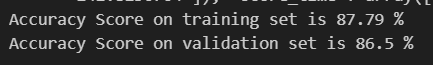 Accuracy Score on training set is 87.79 %
Accuracy Score on validation set is 86.5 %